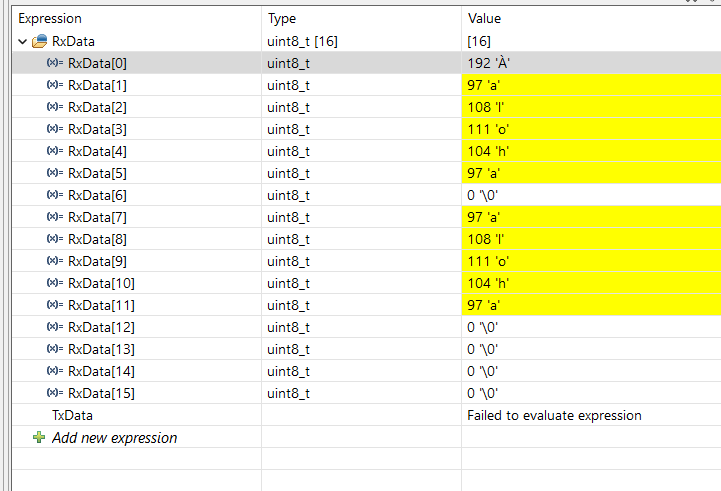 Expression Type Value
RxData uint8_t [16] [16]
(x)= RxData[0] uint8_t 192 'À'
(x)= RxData[1] uint8_t 97 'a'
(x)= RxData[2] uint8_t 108 'l'
(x)= RxData[3] uint8_t 111 'o'
(x)= RxData[4] uint8_t 104 'h'
(x)= RxData[5] uint8_t 97 'a'
(x)= RxData[6] uint8_t 0 '\0'
(x)= RxData[7] uint8_t 97 'a'
(x)= RxData[8] uint8_t 108 'l'
(x)= RxData[9] uint8_t 111 'o'
(x)= RxData[10] uint8_t 104 'h'
(x)= RxData[11] uint8_t 97 'a'
(x)= RxData[12] uint8_t 0 '\0'
(x)= RxData[13] uint8_t 0 '\0'
(x)= RxData[14] uint8_t 0 '\0'
(x)= RxData[15] uint8_t 0 '\0'
TxData Failed to evaluate expression
Add new expression